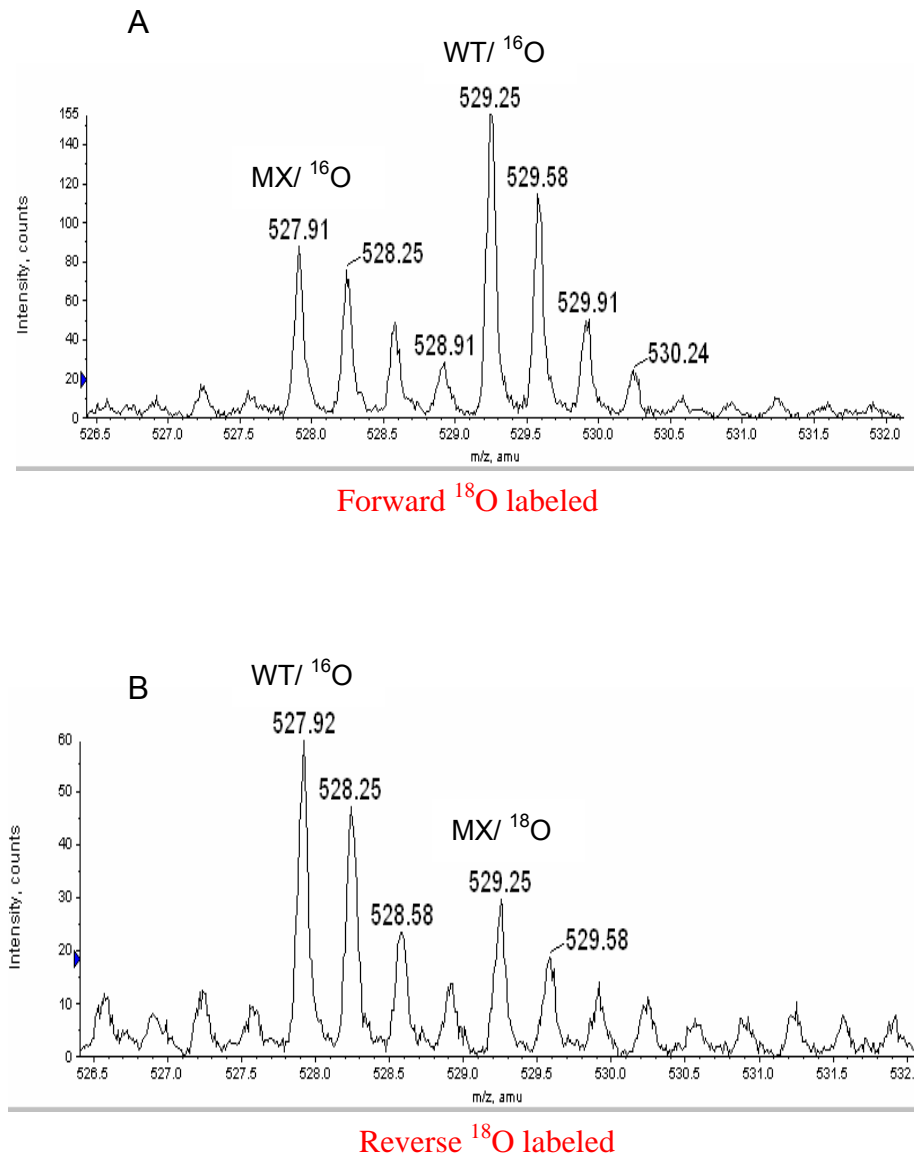 A
WT/ ¹⁶O
529.25
155
140
529.58
MX/ ¹⁶O
120
527.91
100
528.25
80
Intensity, counts
60
529.91
528.91
40
530.24
20
0
526.5 527.0 527.5 528.0 528.5 529.0 529.5 530.0 530.5 531.0 531.5 532.0
m/z, amu
Forward ¹⁸O labeled
B
WT/ ¹⁶O
527.92
60
528.25
50
MX/ ¹⁸O
40
529.25
528.58
30
529.58
Intensity, counts
20
10
0
526.5 527.0 527.5 528.0 528.5 529.0 529.5 530.0 530.5 531.0 531.5 532.
m/z, amu
Reverse ¹⁸O labeled